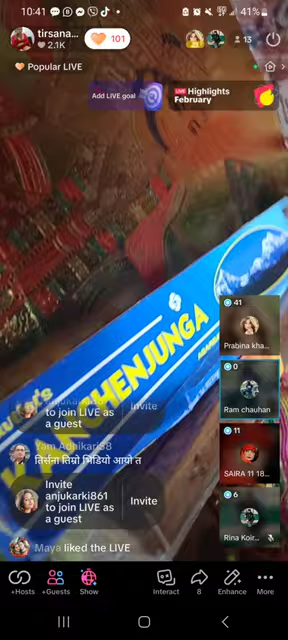 10:41
41%
tirsana...
2.1K
101
13
Popular LIVE
Add LIVE goal
LIVE Highlights
February
KANCHENJUNGA
41
Prabina kha...
0
Ram chauhan
11
SAIRA 11 18...
6
Rina Koir...
to join LIVE as
a guest
Invite
Yam Adhikari58
तिर्सना तिम्रो भिडियो आयो त
Invite
anjukarki861
to join LIVE as
a guest
Invite
Maya liked the LIVE
+Hosts
+Guests
Show
Interact
8
Enhance
More